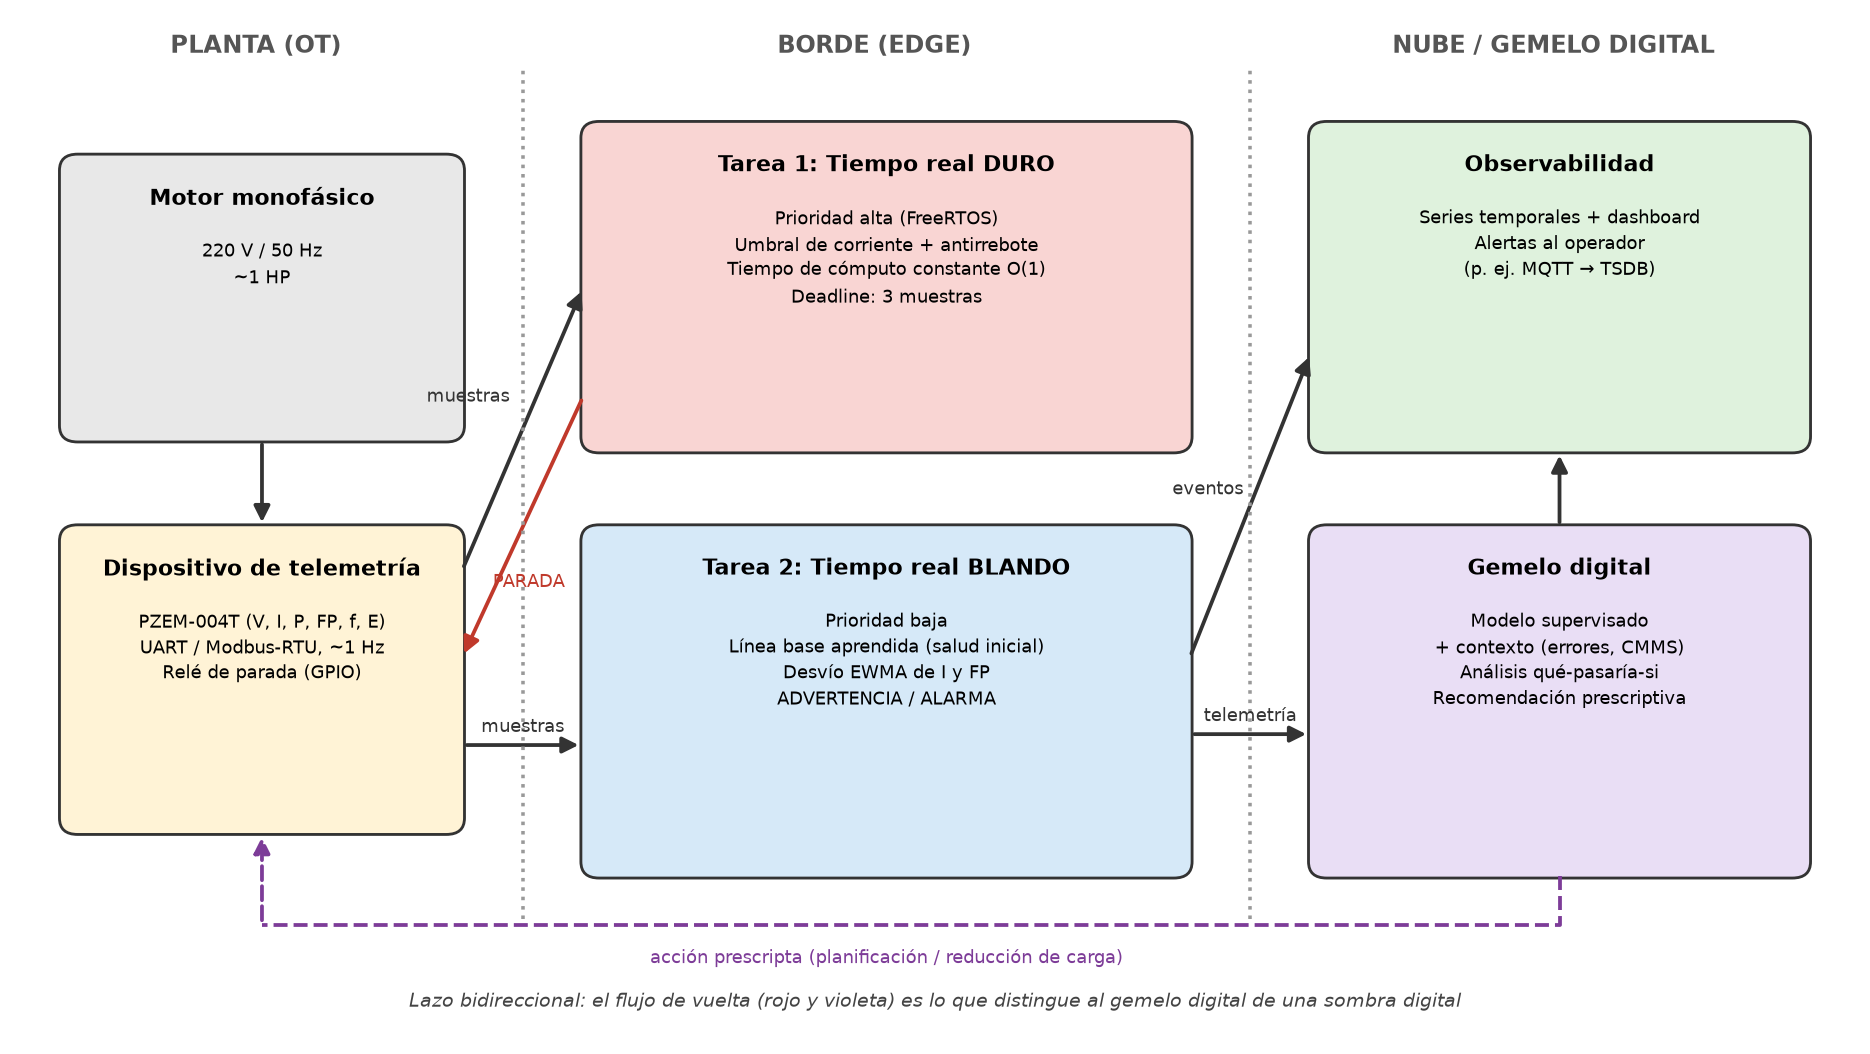 PLANTA (OT)
BORDE (EDGE)
NUBE / GEMELO DIGITAL
Motor monofásico
220 V / 50 Hz
~1 HP
Tarea 1: Tiempo real DURO
Prioridad alta (FreeRTOS)
Umbral de corriente + antirrebote
Tiempo de cómputo constante O(1)
Deadline: 3 muestras
Observabilidad
Series temporales + dashboard
Alertas al operador
(p. ej. MQTT → TSDB)
muestras
eventos
PARADA
Dispositivo de telemetría
PZEM-004T (V, I, P, FP, f, E)
UART / Modbus-RTU, ~1 Hz
Relé de parada (GPIO)
muestras
Tarea 2: Tiempo real BLANDO
Prioridad baja
Línea base aprendida (salud inicial)
Desvío EWMA de I y FP
ADVERTENCIA / ALARMA
telemetría
Gemelo digital
Modelo supervisado
+ contexto (errores, CMMS)
Análisis qué-pasaría-si
Recomendación prescriptiva
acción prescripta (planificación / reducción de carga)
Lazo bidireccional: el flujo de vuelta (rojo y violeta) es lo que distingue al gemelo digital de una sombra digital